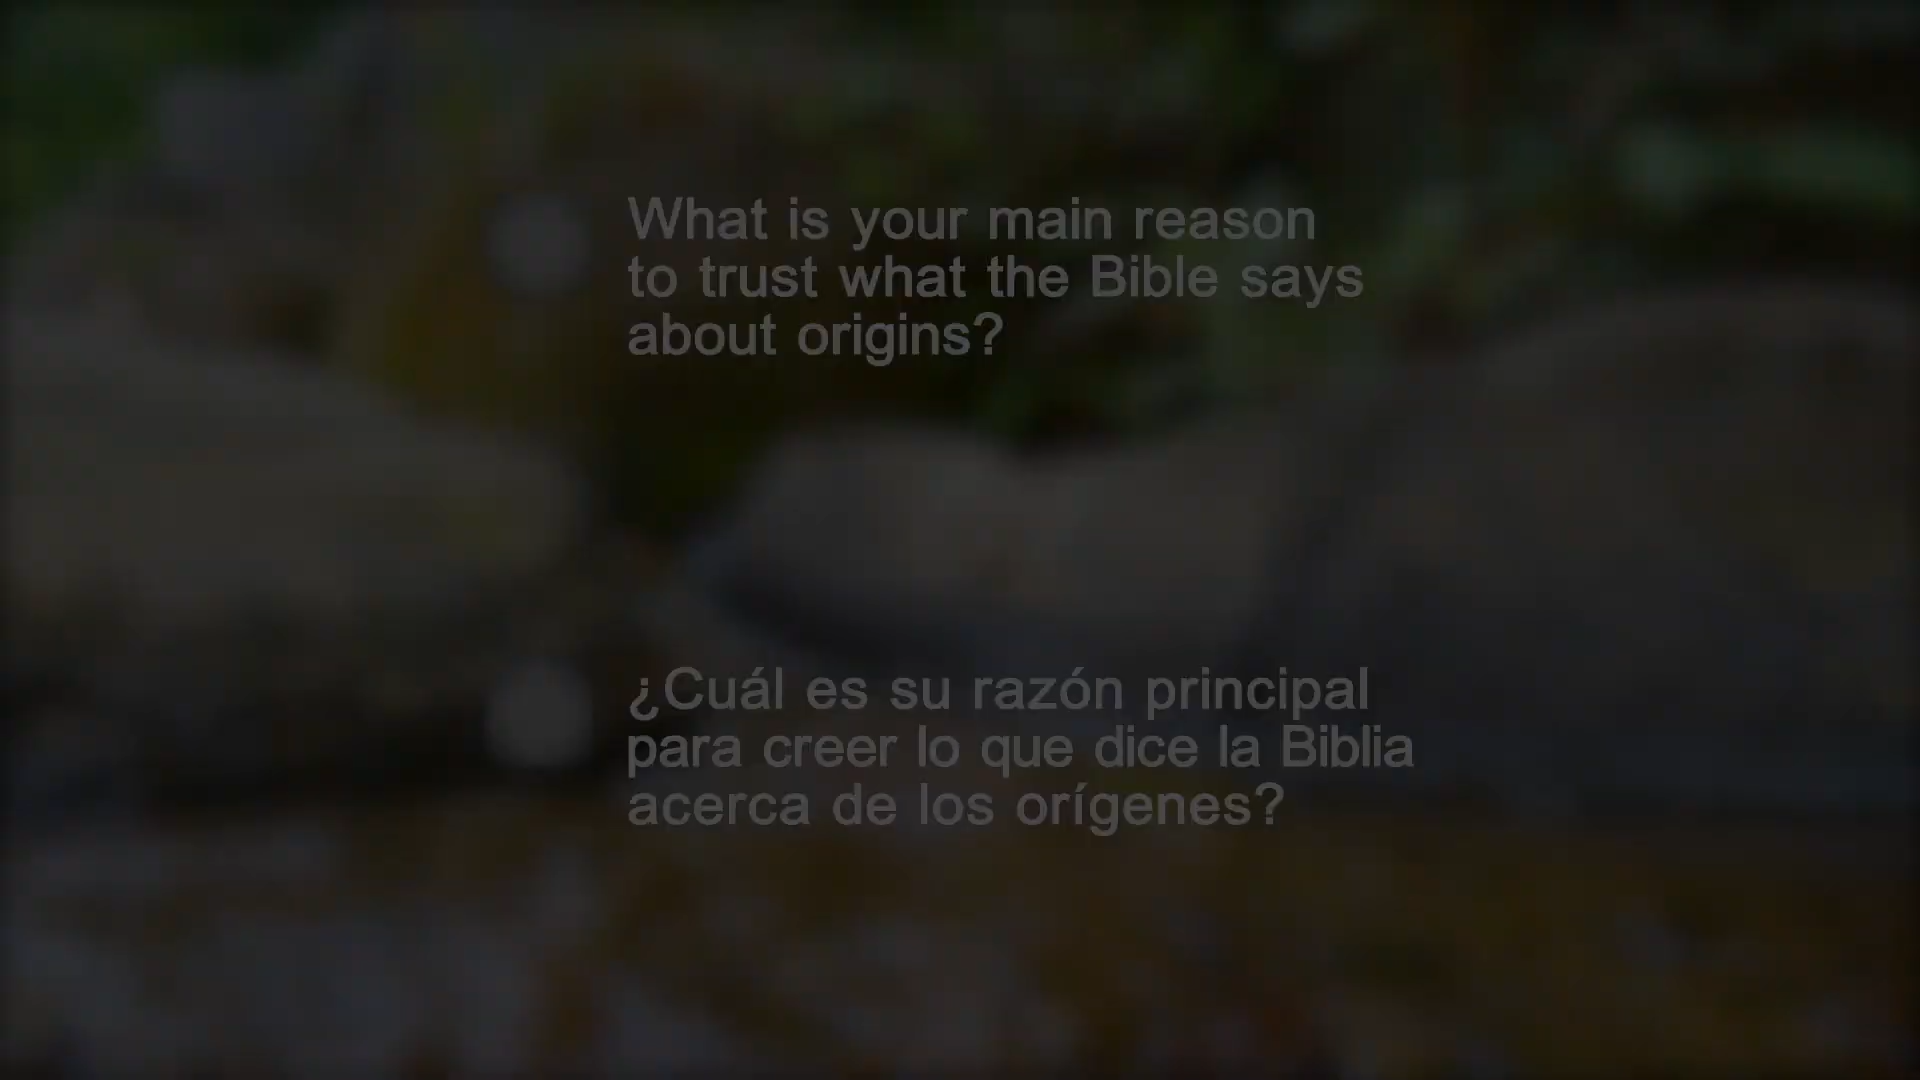 What is your main reason
to trust what the Bible says
about origins?
¿Cuál es su razón principal
para creer lo que dice la Biblia
acerca de los orígenes?